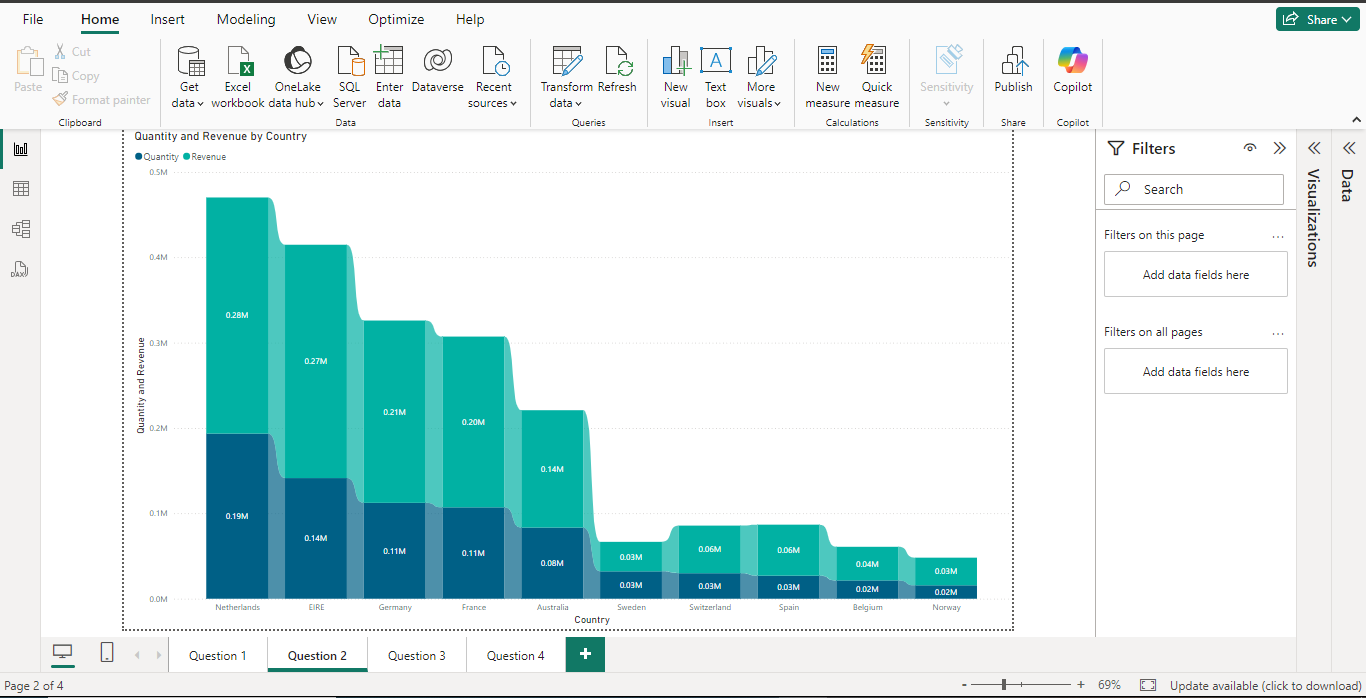 File Home Insert Modeling View Optimize Help Share
Paste
Cut
Copy
Format painter
Clipboard
Get data
Excel workbook
OneLake data hub
SQL Server
Enter data
Dataverse
Recent sources
Data
Transform data
Refresh
Queries
New visual
Text box
More visuals
Insert
New measure
Quick measure
Calculations
Sensitivity
Sensitivity
Publish
Share
Copilot
Copilot
Quantity and Revenue by Country
Quantity Revenue
0.5M
0.4M
0.3M
0.2M
0.1M
0.0M
Quantity and Revenue
0.28M
0.27M
0.21M
0.20M
0.14M
0.03M
0.06M
0.06M
0.04M
0.03M
0.19M
0.14M
0.11M
0.11M
0.08M
0.03M
0.03M
0.03M
0.02M
0.02M
Netherlands EIRE Germany France Australia Sweden Switzerland Spain Belgium Norway
Country
Filters
Search
Filters on this page ...
Add data fields here
Filters on all pages ...
Add data fields here
Visualizations
Data
DAX
Question 1 Question 2 Question 3 Question 4 +
Page 2 of 4
- + 69% Update available (click to download)